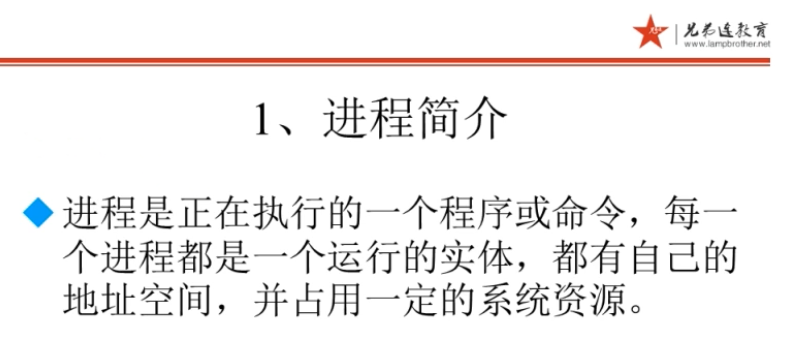 兄弟连教育
www.lampbrother.net
1、进程简介
进程是正在执行的一个程序或命令，每一
个进程都是一个运行的实体，都有自己的
地址空间，并占用一定的系统资源。